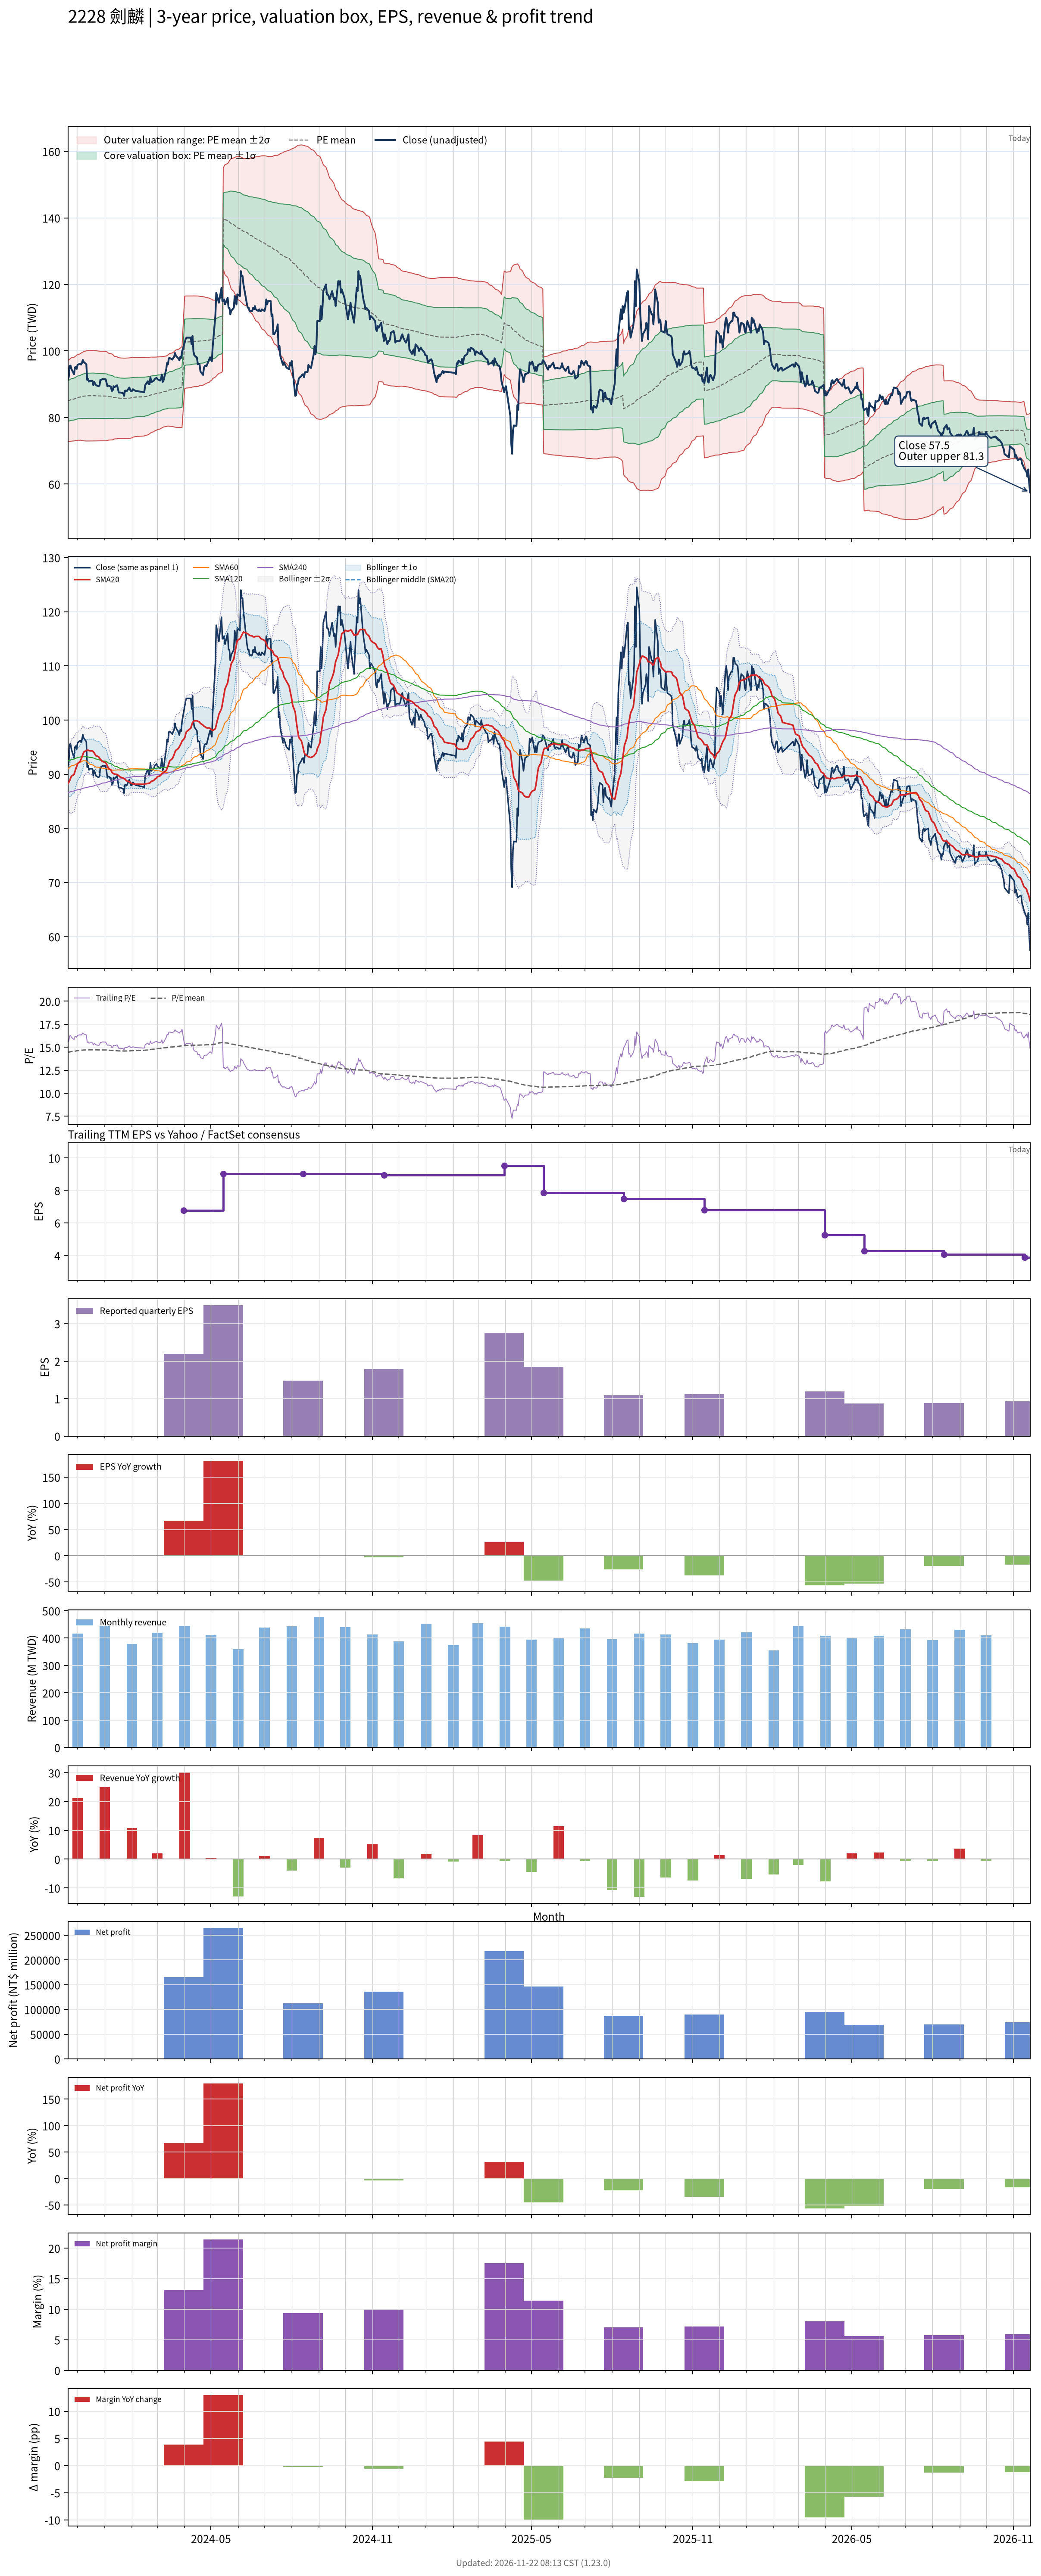 2228 劍麟 | 3-year price, valuation box, EPS, revenue & profit trend
Outer valuation range: PE mean ±2σ
PE mean
Close (unadjusted)
Core valuation box: PE mean ±1σ
Today
160
140
120
100
80
60
Price (TWD)
Close 57.5
Outer upper 81.3
Close (same as panel 1)
SMA20
SMA60
SMA120
SMA240
Bollinger ±2σ
Bollinger ±1σ
Bollinger middle (SMA20)
130
120
110
100
90
80
70
60
Price
Trailing P/E
P/E mean
20.0
17.5
15.0
12.5
10.0
7.5
P/E
Trailing TTM EPS vs Yahoo / FactSet consensus
Today
10
8
6
4
EPS
Reported quarterly EPS
3
2
1
0
EPS
EPS YoY growth
150
100
50
0
-50
YoY (%)
Monthly revenue
500
400
300
200
100
0
Revenue (M TWD)
Revenue YoY growth
30
20
10
0
-10
YoY (%)
Month
Net profit
250000
200000
150000
100000
50000
0
Net profit (NT$ million)
Net profit YoY
150
100
50
0
-50
YoY (%)
Net profit margin
20
15
10
5
0
Margin (%)
Margin YoY change
10
5
0
-5
-10
Δ margin (pp)
2024-05
2024-11
2025-05
2025-11
2026-05
2026-11
Updated: 2026-11-22 08:13 CST (1.23.0)